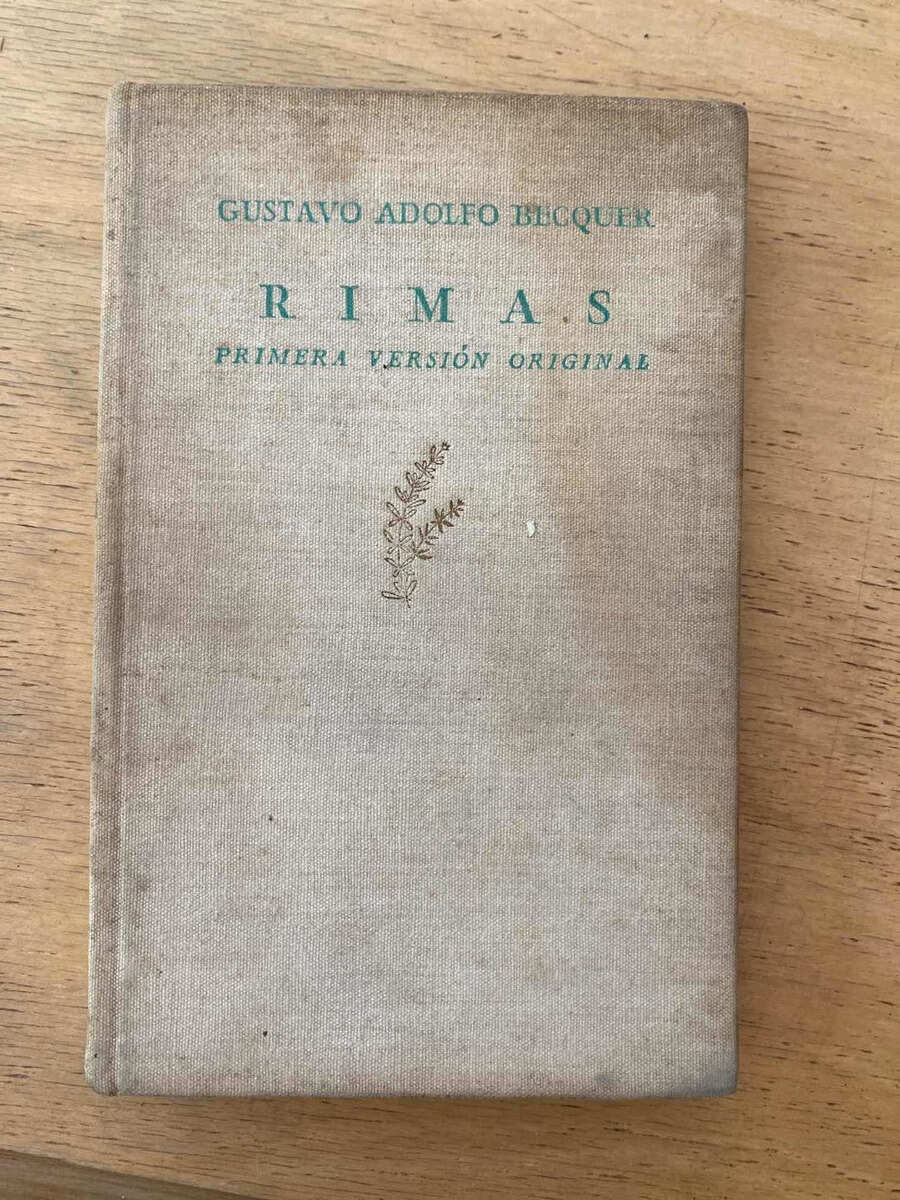 GUSTAVO ADOLFO BECQUER
RIMAS
PRIMERA VERSIÓN ORIGINAL